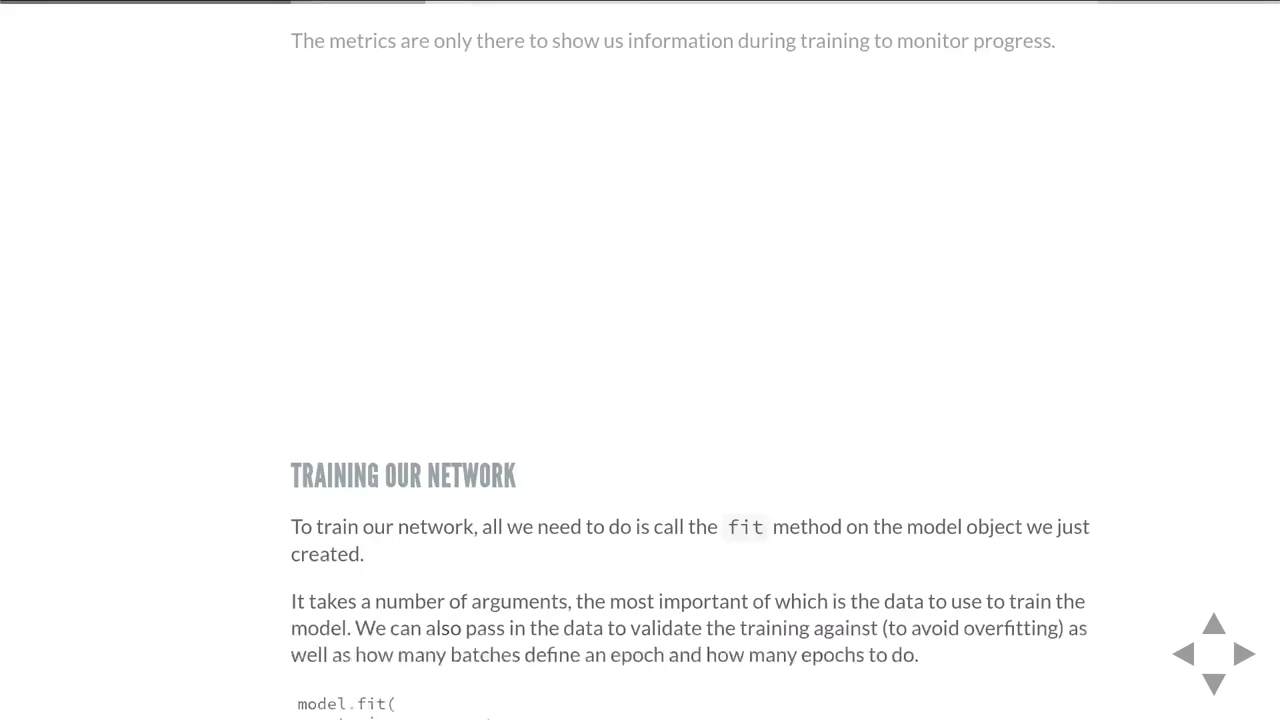 The metrics are only there to show us information during training to monitor progress.
TRAINING OUR NETWORK
To train our network, all we need to do is call the fit method on the model object we just
created.
It takes a number of arguments, the most important of which is the data to use to train the
model. We can also pass in the data to validate the training against (to avoid overfitting) as
well as how many batches define an epoch and how many epochs to do.
model.fit(